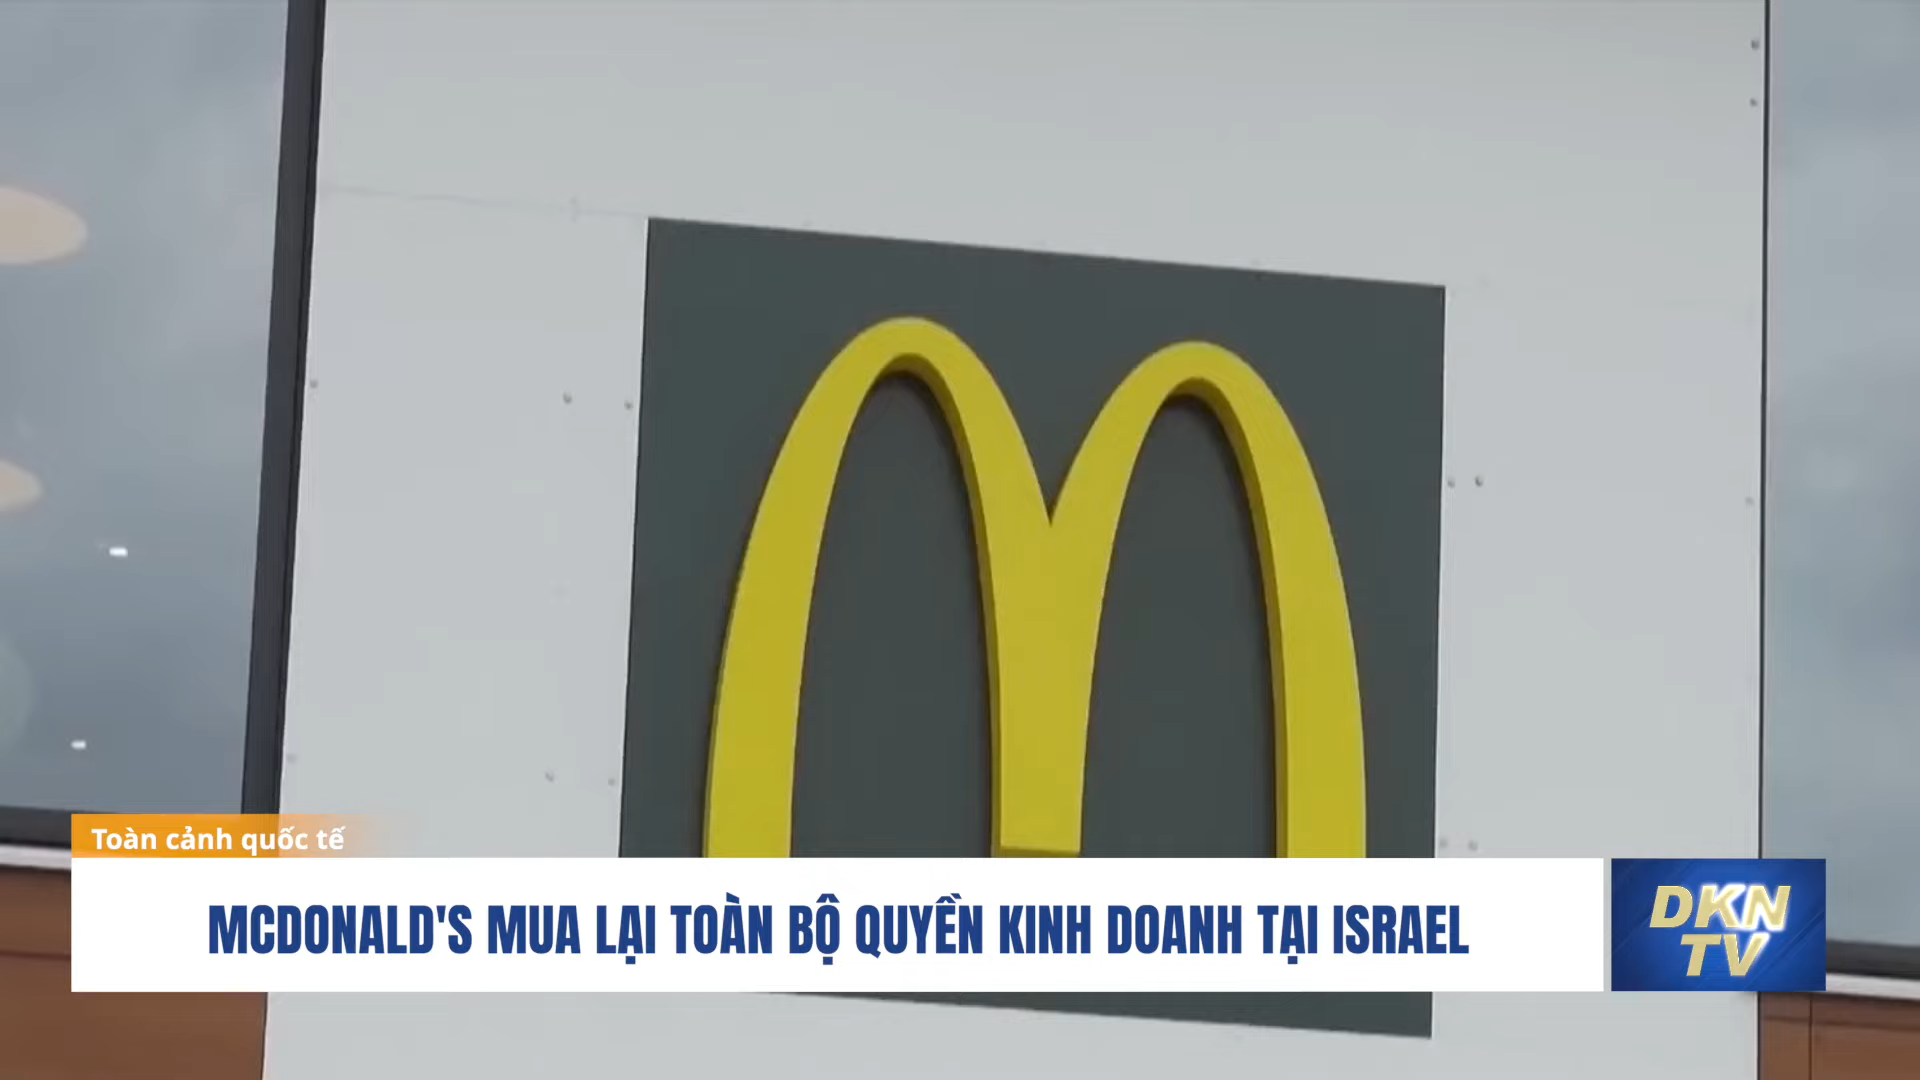 Toàn cảnh quốc tế
MCDONALD'S MUA LẠI TOÀN BỘ QUYỀN KINH DOANH TẠI ISRAEL
DKN
TV